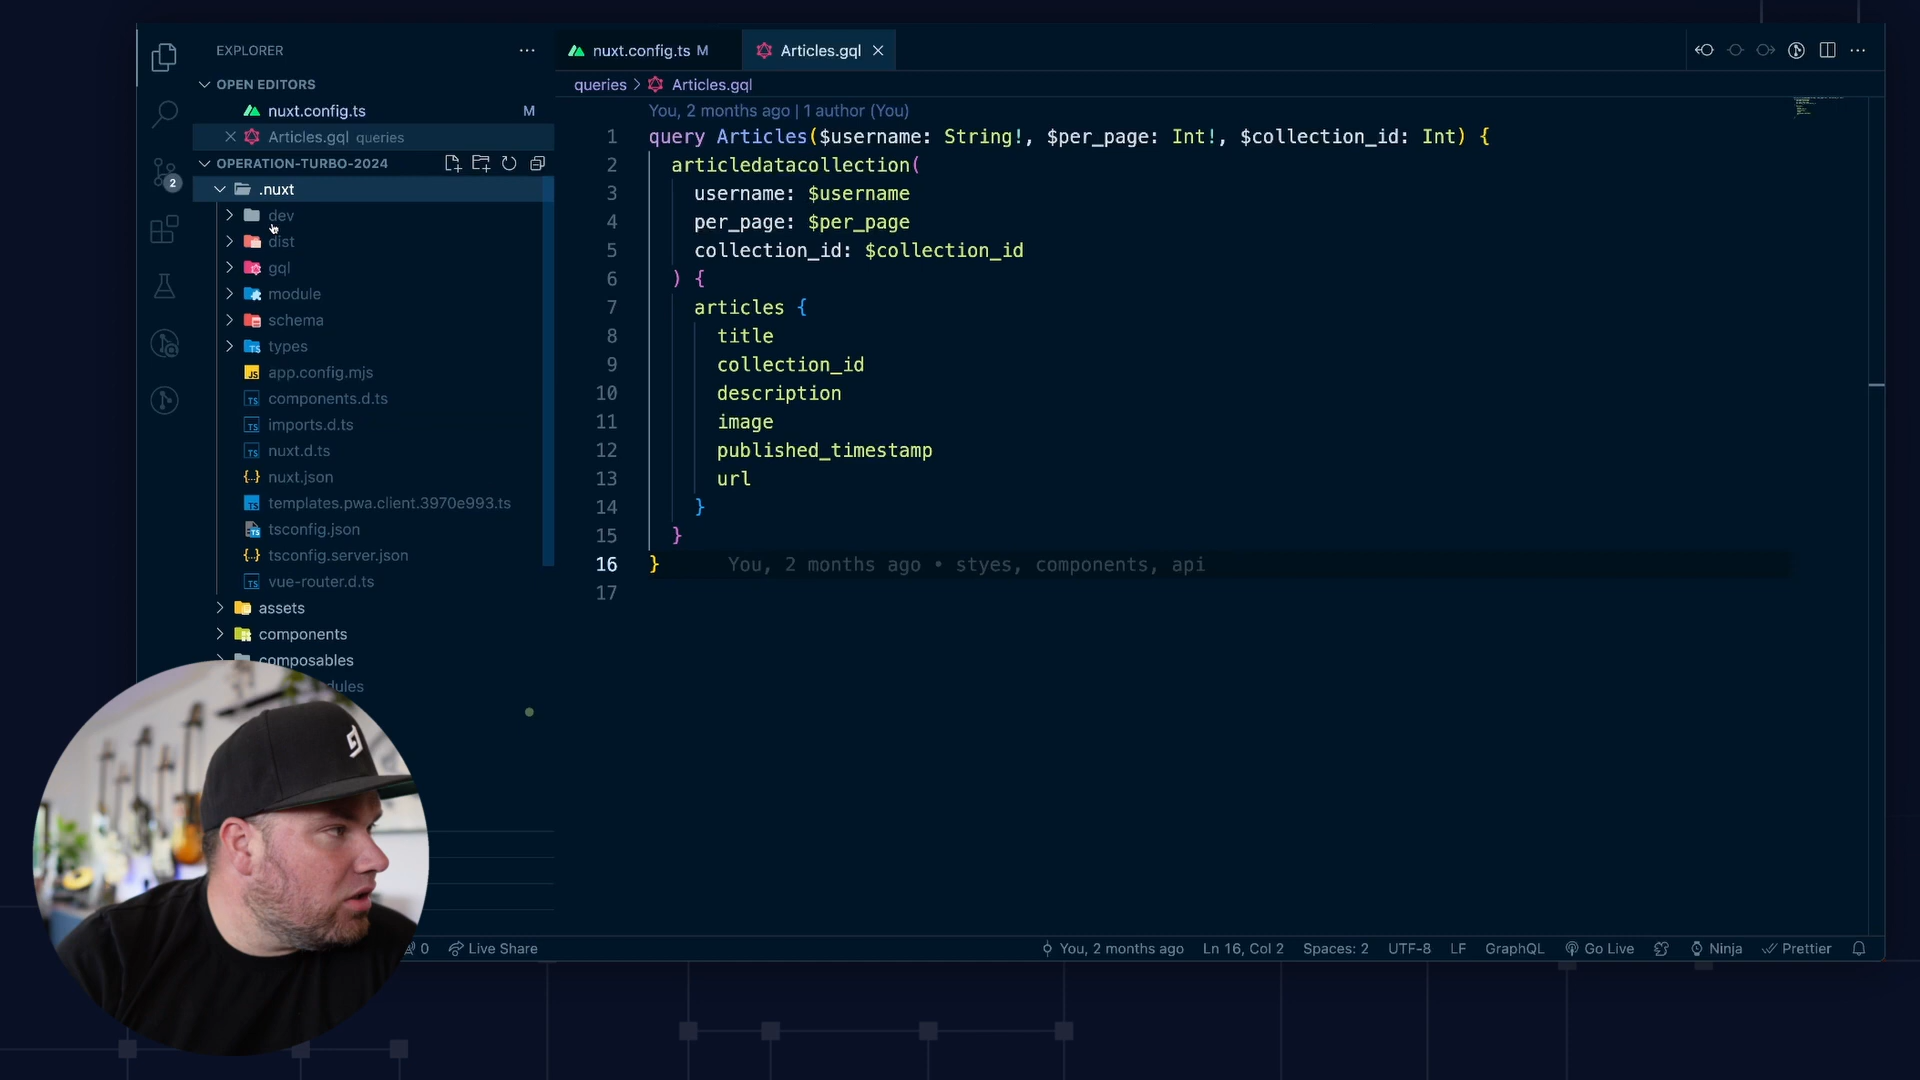 EXPLORER
OPEN EDITORS
nuxt.config.ts M
Articles.gql queries
OPERATION-TURBO-2024
2
.nuxt
dev
dist
gql
module
schema
types
app.config.mjs
components.d.ts
imports.d.ts
nuxt.d.ts
nuxt.json
templates.pwa.client.3970e993.ts
tsconfig.json
tsconfig.server.json
vue-router.d.ts
assets
components
composables
nuxt.config.ts M
Articles.gql
queries > Articles.gql
You, 2 months ago | 1 author (You)
1 query Articles($username: String!, $per_page: Int!, $collection_id: Int) {
2 articledatacollection(
3 username: $username
4 per_page: $per_page
5 collection_id: $collection_id
6 ) {
7 articles {
8 title
9 collection_id
10 description
11 image
12 published_timestamp
13 url
14 }
15 }
16 } You, 2 months ago • styes, components, api
17
0 Live Share You, 2 months ago Ln 16, Col 2 Spaces: 2 UTF-8 LF GraphQL Go Live Ninja Prettier